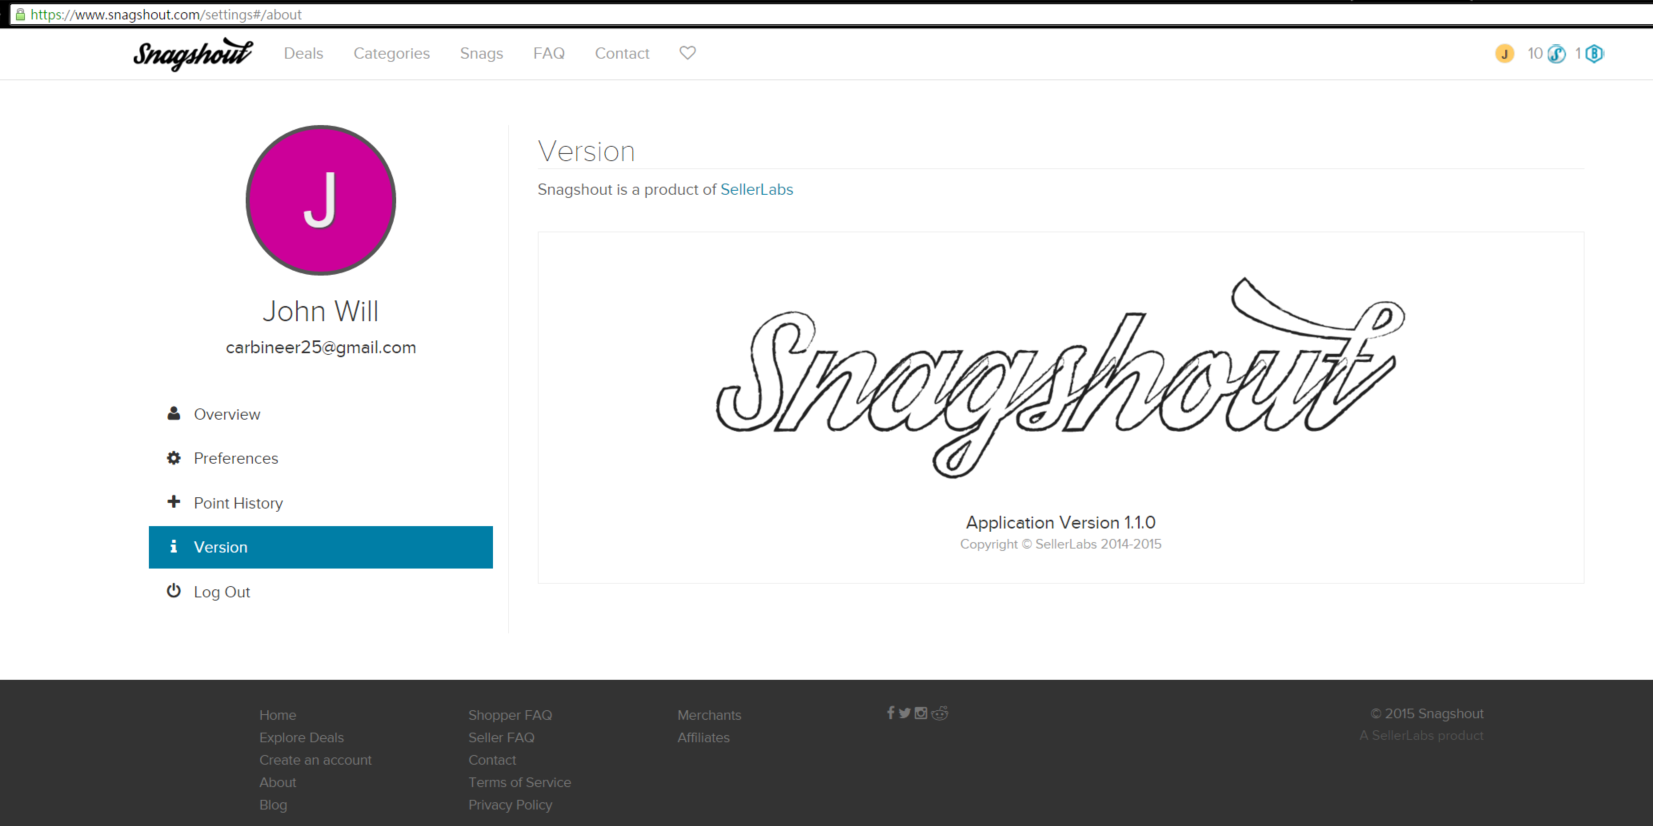 https://www.snagshout.com/settings#/about
Snagshout Deals Categories Snags FAQ Contact J 10 S 1 B
J
John Will
carbineer25@gmail.com
Overview
Preferences
Point History
Version
Log Out
Version
Snagshout is a product of SellerLabs
Snagshout
Application Version 1.1.0
Copyright © SellerLabs 2014-2015
Home
Explore Deals
Create an account
About
Blog
Shopper FAQ
Seller FAQ
Contact
Terms of Service
Privacy Policy
Merchants
Affiliates
© 2015 Snagshout
A SellerLabs product